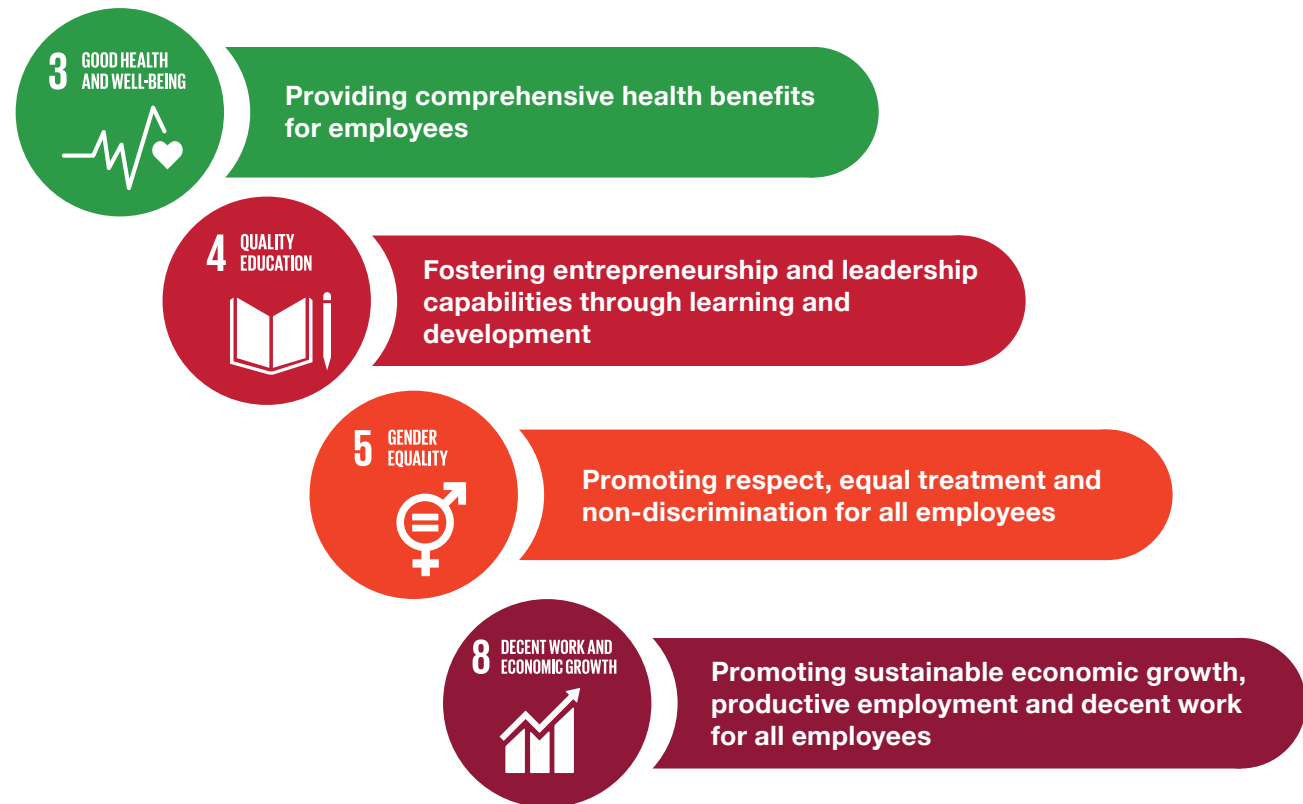 3 GOOD HEALTH
AND WELL-BEING
Providing comprehensive health benefits
for employees
4 QUALITY
EDUCATION
Fostering entrepreneurship and leadership
capabilities through learning and
development
5 GENDER
EQUALITY
Promoting respect, equal treatment and
non-discrimination for all employees
8 DECENT WORK AND
ECONOMIC GROWTH
Promoting sustainable economic growth,
productive employment and decent work
for all employees